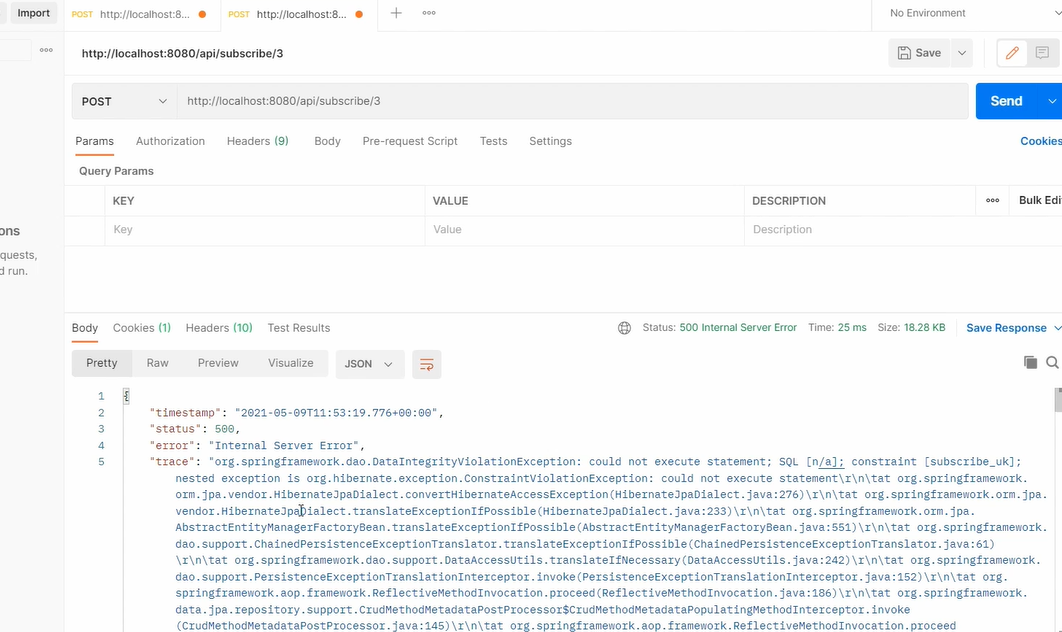 Import
POST http://localhost:8...
POST http://localhost:8...
No Environment
http://localhost:8080/api/subscribe/3
Save
POST
http://localhost:8080/api/subscribe/3
Send
Params
Authorization
Headers (9)
Body
Pre-request Script
Tests
Settings
Cookies
Query Params
KEY
VALUE
DESCRIPTION
Bulk Edi
Key
Value
Description
ons
quests,
d run.
Body
Cookies (1)
Headers (10)
Test Results
Status: 500 Internal Server Error
Time: 25 ms
Size: 18.28 KB
Save Response
Pretty
Raw
Preview
Visualize
JSON
1 {
2 "timestamp": "2021-05-09T11:53:19.776+00:00",
3 "status": 500,
4 "error": "Internal Server Error",
5 "trace": "org.springframework.dao.DataIntegrityViolationException: could not execute statement; SQL [n/a]; constraint [subscribe_uk];
nested exception is org.hibernate.exception.ConstraintViolationException: could not execute statement\r\n\tat org.springframework.
orm.jpa.vendor.HibernateJpaDialect.convertHibernateAccessException(HibernateJpaDialect.java:276)\r\n\tat org.springframework.orm.jpa.
vendor.HibernateJpaDialect.translateExceptionIfPossible(HibernateJpaDialect.java:233)\r\n\tat org.springframework.orm.jpa.
AbstractEntityManagerFactoryBean.translateExceptionIfPossible(AbstractEntityManagerFactoryBean.java:551)\r\n\tat org.springframework.
dao.support.ChainedPersistenceExceptionTranslator.translateExceptionIfPossible(ChainedPersistenceExceptionTranslator.java:61)
\r\n\tat org.springframework.dao.support.DataAccessUtils.translateIfNecessary(DataAccessUtils.java:242)\r\n\tat org.springframework.
dao.support.PersistenceExceptionTranslationInterceptor.invoke(PersistenceExceptionTranslationInterceptor.java:152)\r\n\tat org.
springframework.aop.framework.ReflectiveMethodInvocation.proceed(ReflectiveMethodInvocation.java:186)\r\n\tat org.springframework.
data.jpa.repository.support.CrudMethodMetadataPostProcessor$CrudMethodMetadataPopulatingMethodInterceptor.invoke
(CrudMethodMetadataPostProcessor.java:145)\r\n\tat org.springframework.aop.framework.ReflectiveMethodInvocation.proceed